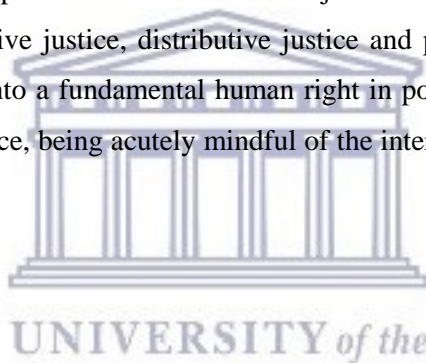 ive justice, distributive justice and p
nto a fundamental human right in po
ce, being acutely mindful of the inter
UNIVERSITY of the